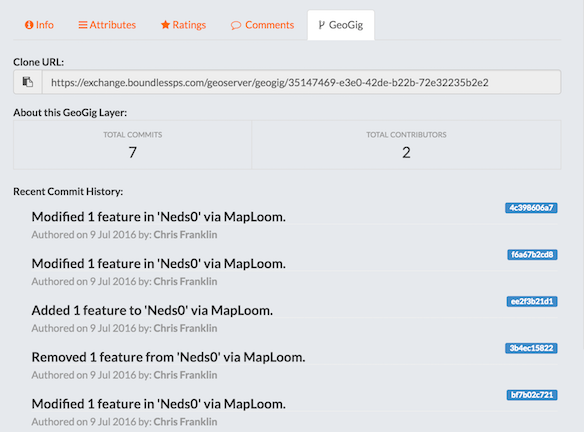 Info Attributes Ratings Comments GeoGig
Clone URL:
https://exchange.boundlessps.com/geoserver/geogig/35147469-e3e0-42de-b22b-72e32235b2e2
About this GeoGig Layer:
TOTAL COMMITS TOTAL CONTRIBUTORS
7 2
Recent Commit History:
4c398606a7
Modified 1 feature in 'Neds0' via MapLoom.
Authored on 9 Jul 2016 by: Chris Franklin
f6a67b2cd8
Modified 1 feature in 'Neds0' via MapLoom.
Authored on 9 Jul 2016 by: Chris Franklin
ee2f3b21d1
Added 1 feature to 'Neds0' via MapLoom.
Authored on 9 Jul 2016 by: Chris Franklin
3b4ec15822
Removed 1 feature from 'Neds0' via MapLoom.
Authored on 9 Jul 2016 by: Chris Franklin
bf7b02c721
Modified 1 feature in 'Neds0' via MapLoom.
Authored on 9 Jul 2016 by: Chris Franklin